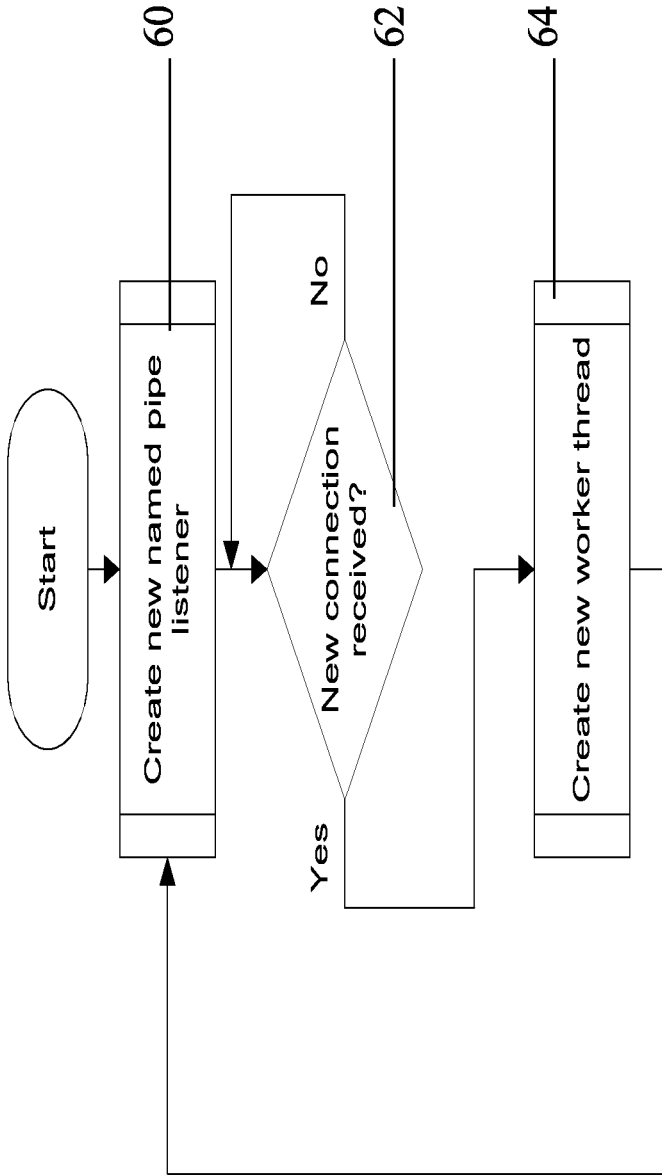 Start
Create new named pipe
listener
60
New connection
received?
62
No
Yes
Create new worker thread
64